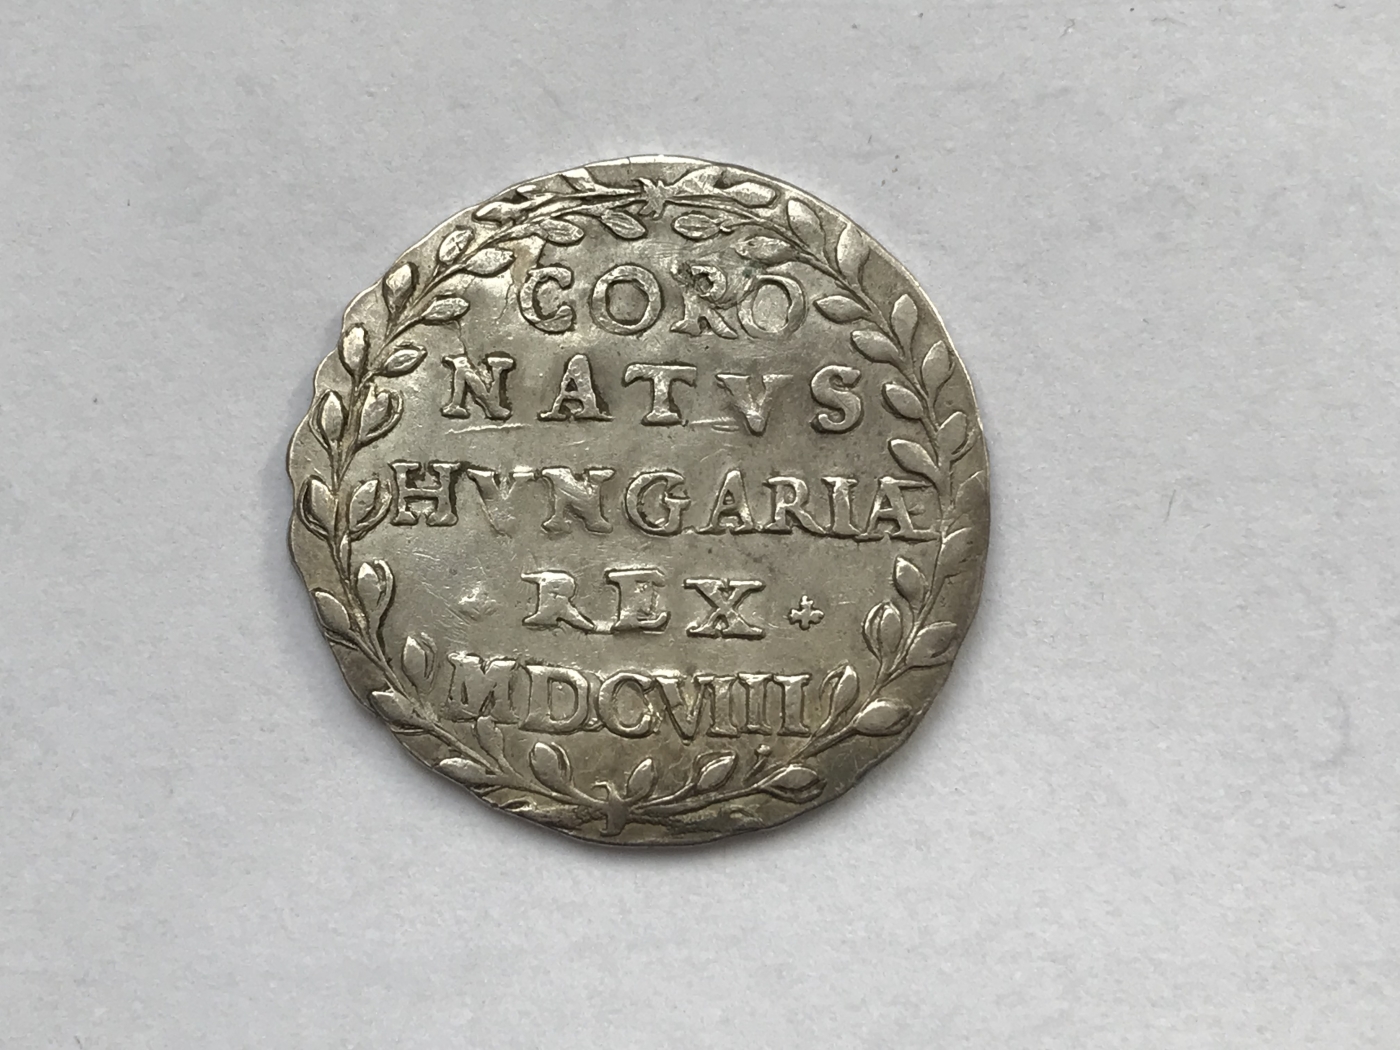 CORO
NATVS
HVNGARIÆ
REX
MDCVIII